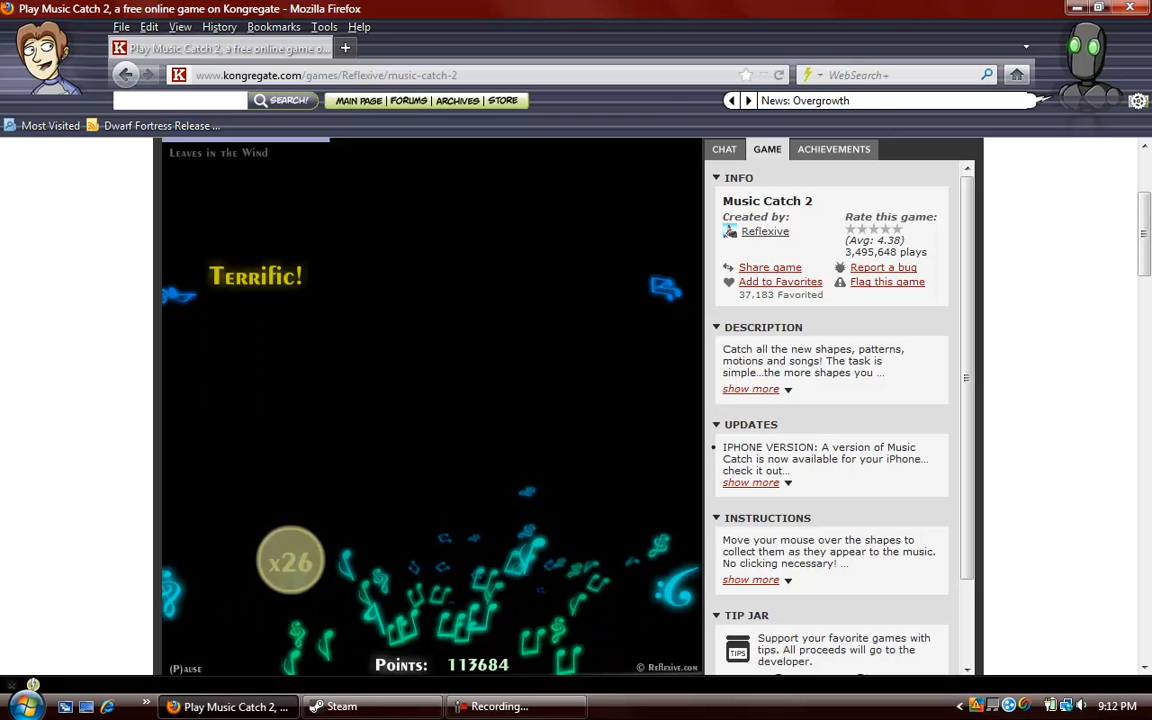 Play Music Catch 2, a free online game on Kongregate - Mozilla Firefox
File Edit View History Bookmarks Tools Help
Play Music Catch 2, a free online game o...
www.kongregate.com/games/Reflexive/music-catch-2
WebSearch+
SEARCH!
MAIN PAGE | FORUMS | ARCHIVES | STORE
News: Overgrowth
Most Visited
Dwarf Fortress Release ...
Leaves in the Wind
Terrific!
x26
Points: 113684
(P)ause
© Reflexive.com
CHAT
GAME
ACHIEVEMENTS
INFO
Music Catch 2
Created by:
Reflexive
Rate this game:
(Avg: 4.38)
3,495,648 plays
Share game
Report a bug
Add to Favorites
Flag this game
37,183 Favorited
DESCRIPTION
Catch all the new shapes, patterns,
motions and songs! The task is
simple...the more shapes you ...
show more
UPDATES
IPHONE VERSION: A version of Music
Catch is now available for your iPhone...
check it out...
show more
INSTRUCTIONS
Move your mouse over the shapes to
collect them as they appear to the music.
No clicking necessary! ...
show more
TIP JAR
TIPS
Support your favorite games with
tips. All proceeds will go to the
developer.
Play Music Catch 2, ...
Steam
Recording...
9:12 PM